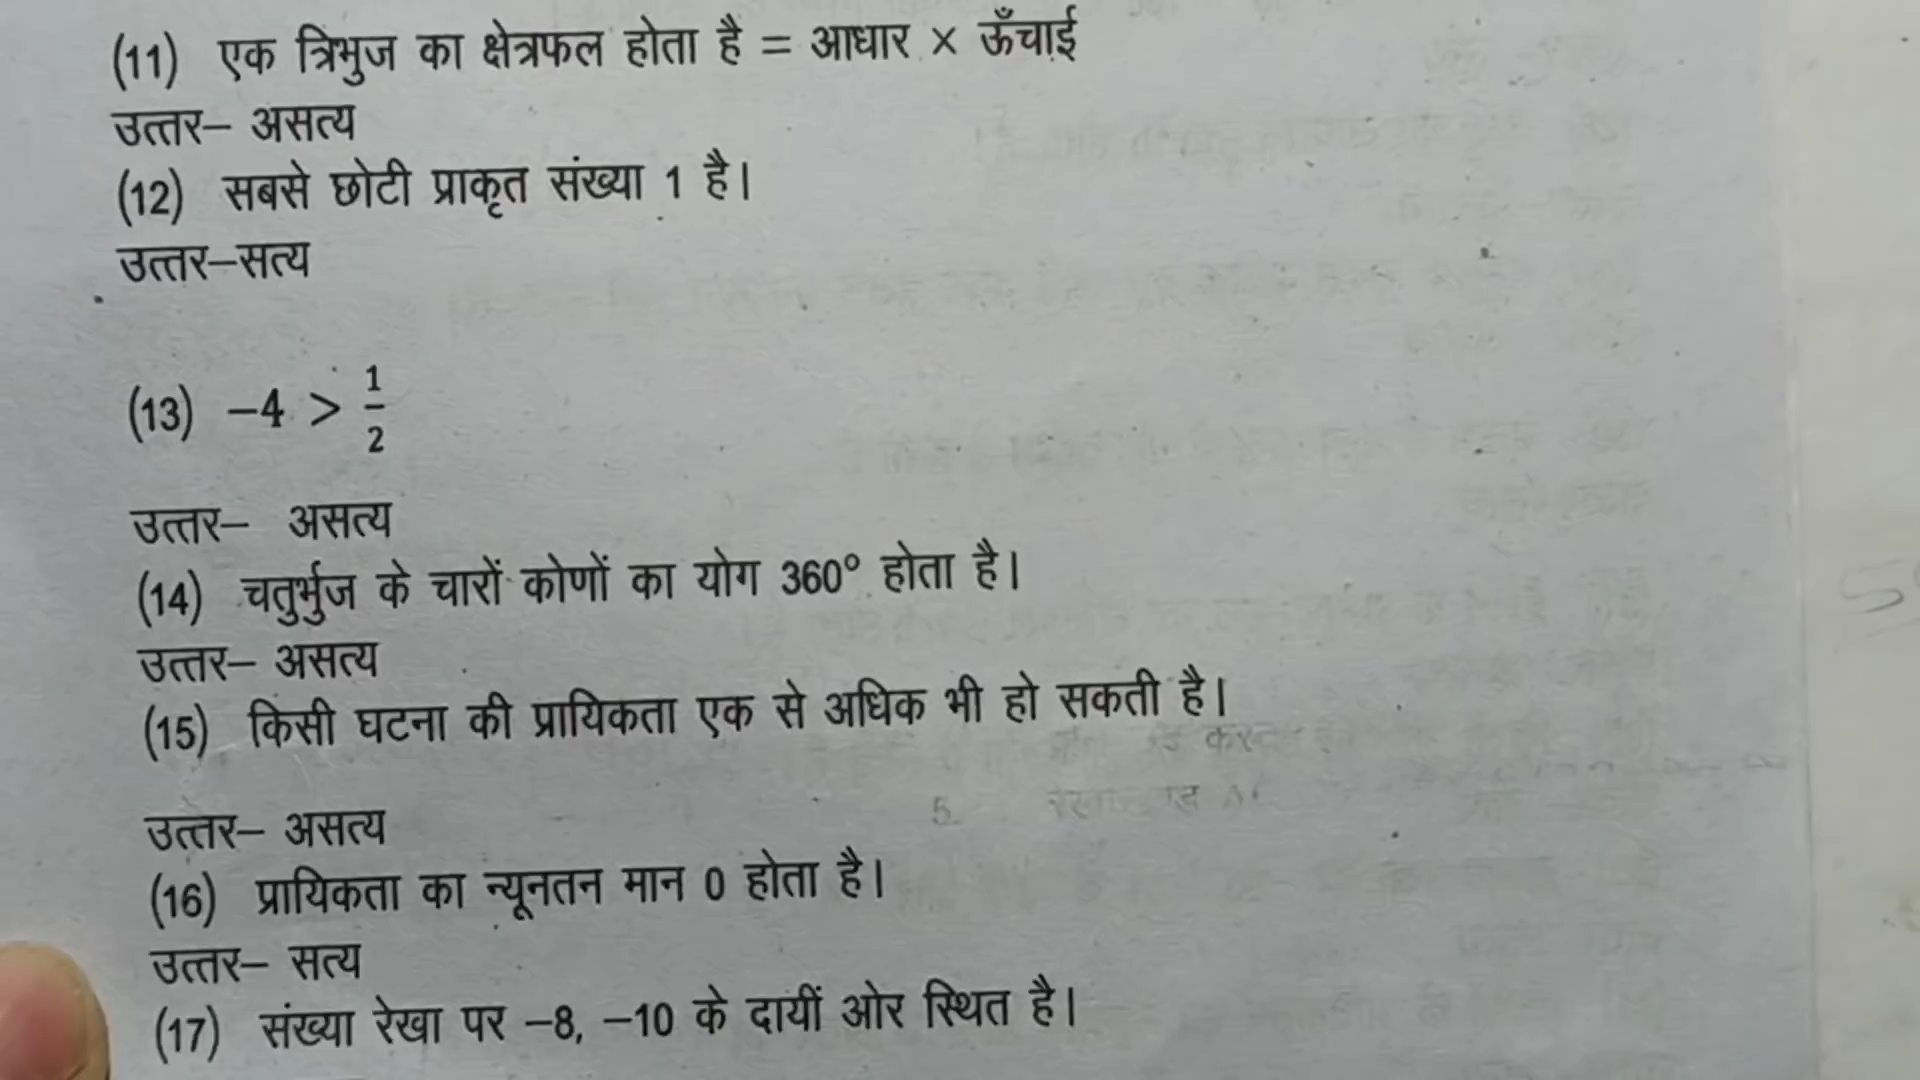 (11) एक त्रिभुज का क्षेत्रफल होता है = आधार × ऊँचाई
उत्तर– असत्य
(12) सबसे छोटी प्राकृत संख्या 1 है।
उत्तर–सत्य
(13) –4 > 1/2
उत्तर– असत्य
(14) चतुर्भुज के चारों कोणों का योग 360° होता है।
उत्तर– असत्य
(15) किसी घटना की प्रायिकता एक से अधिक भी हो सकती है।
उत्तर– असत्य
(16) प्रायिकता का न्यूनतन मान 0 होता है।
उत्तर– सत्य
(17) संख्या रेखा पर –8, –10 के दायीं ओर स्थित है।